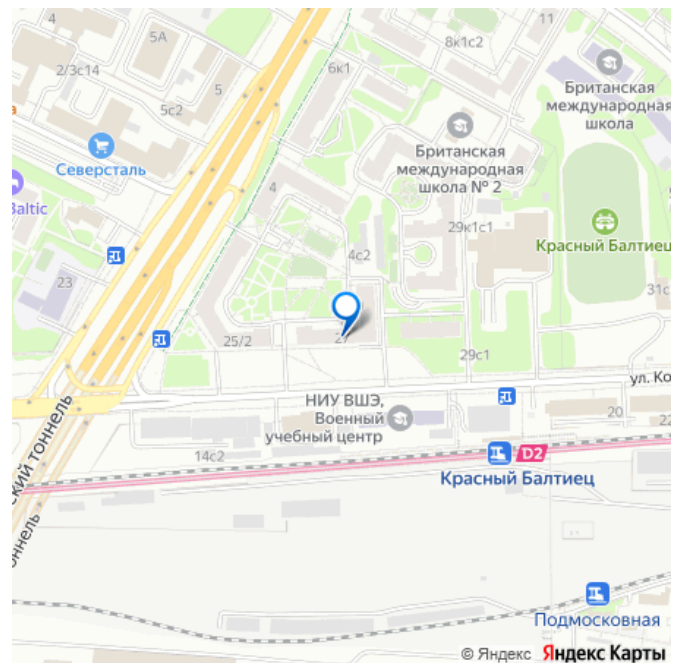 4
5А
2/3с14
5
5с2
Северсталь
Baltic
23
6к1
8к1с2
Британская
международная
школа
Британская
международная
школа № 2
4
4с2
29к1с1
Красный Балтиец
31с
25/2
29с1
ул. Ко
НИУ ВШЭ,
Военный
учебный центр
20
22
14с2
D2
Красный Балтиец
ский тоннель
оннель
Подмосковная
© Яндекс Яндекс Карты